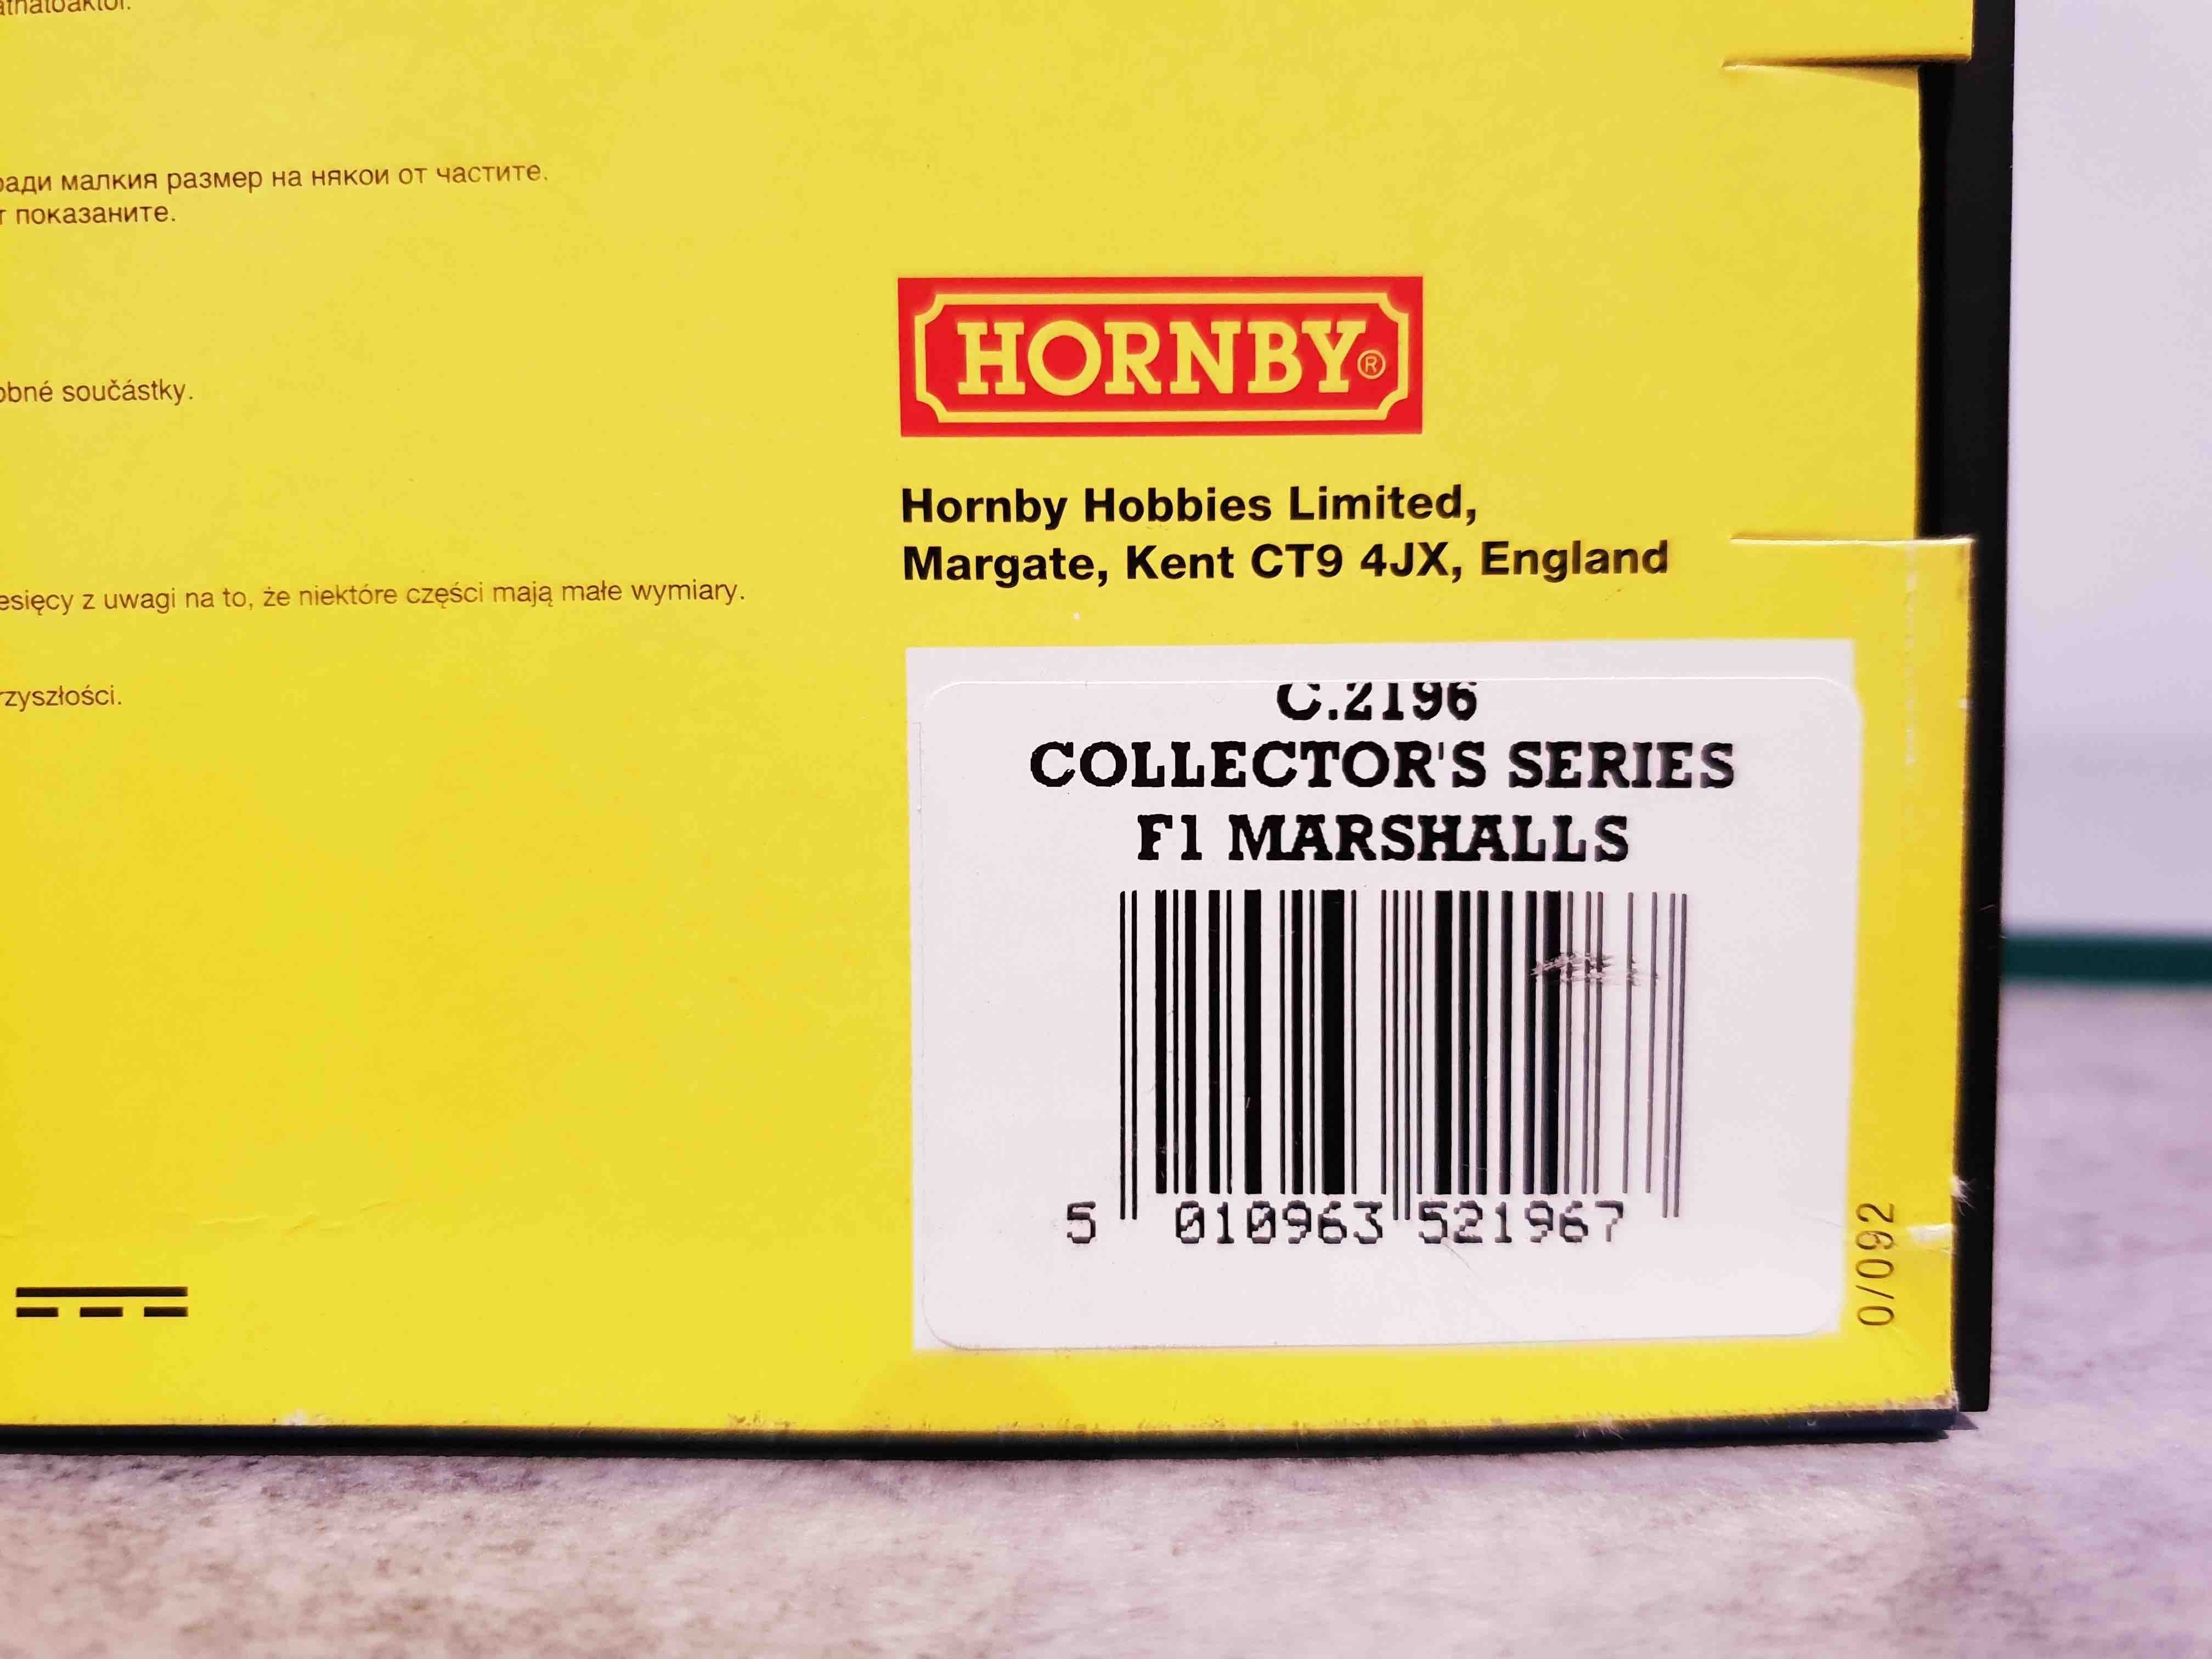 ради малкия размер на някои от частите.
т показаните.
obné součástky.
esięcy z uwagi na to, że niektóre części mają małe wymiary.
rzyszłości.
HORNBY®
Hornby Hobbies Limited,
Margate, Kent CT9 4JX, England
C.2196
COLLECTOR'S SERIES
F1 MARSHALLS
5 010963 521967
0/092